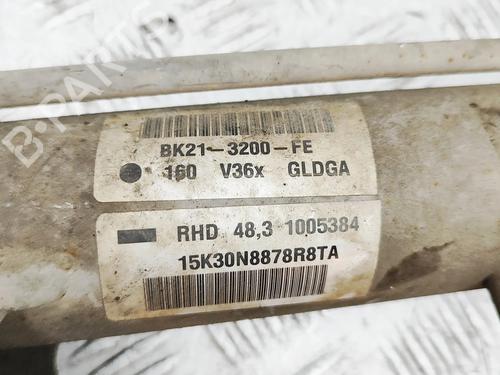 BK21-3200-FE
160 V36x GLDGA
RHD 48,3 1005384
15K30N8878R8TA
B-PARTS